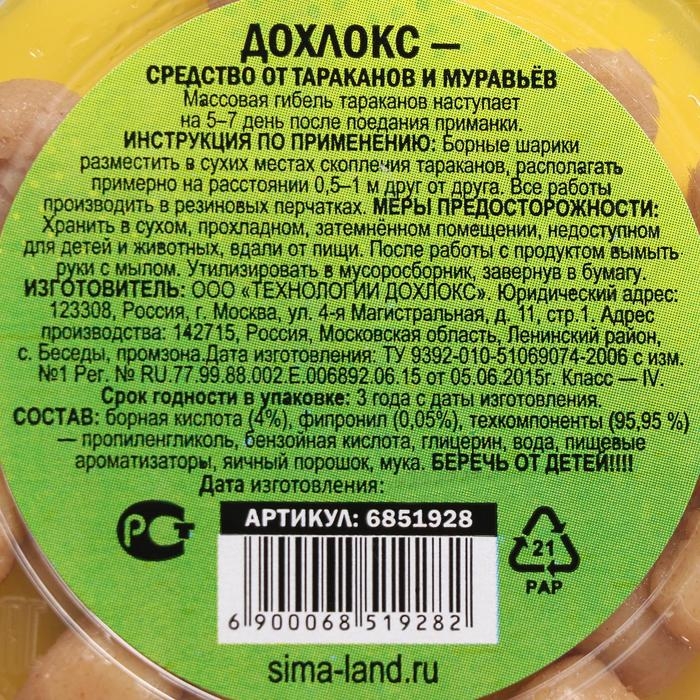 ДОХЛОКС —
СРЕДСТВО ОТ ТАРАКАНОВ И МУРАВЬЁВ
Массовая гибель тараканов наступает
на 5–7 день после поедания приманки.
ИНСТРУКЦИЯ ПО ПРИМЕНЕНИЮ: Борные шарики
разместить в сухих местах скопления тараканов, располагать
примерно на расстоянии 0,5–1 м друг от друга. Все работы
производить в резиновых перчатках. МЕРЫ ПРЕДОСТОРОЖНОСТИ:
Хранить в сухом, прохладном, затемнённом помещении, недоступном
для детей и животных, вдали от пищи. После работы с продуктом вымыть
руки с мылом. Утилизировать в мусоросборник, завернув в бумагу.
ИЗГОТОВИТЕЛЬ: ООО «ТЕХНОЛОГИИ ДОХЛОКС». Юридический адрес:
123308, Россия, г. Москва, ул. 4-я Магистральная, д. 11, стр.1. Адрес
производства: 142715, Россия, Московская область, Ленинский район,
с. Беседы, промзона.Дата изготовления: ТУ 9392-010-51069074-2006 с изм.
№1 Рег. № RU.77.99.88.002.Е.006892.06.15 от 05.06.2015г. Класс — IV.
Срок годности в упаковке: 3 года с даты изготовления.
СОСТАВ: борная кислота (4%), фипронил (0,05%), техкомпоненты (95,95 %)
— пропиленгликоль, бензойная кислота, глицерин, вода, пищевые
ароматизаторы, яичный порошок, мука. БЕРЕЧЬ ОТ ДЕТЕЙ!!!!
Дата изготовления:
РСТ
АРТИКУЛ: 6851928
21
PAP
6 900068 519282
sima-land.ru